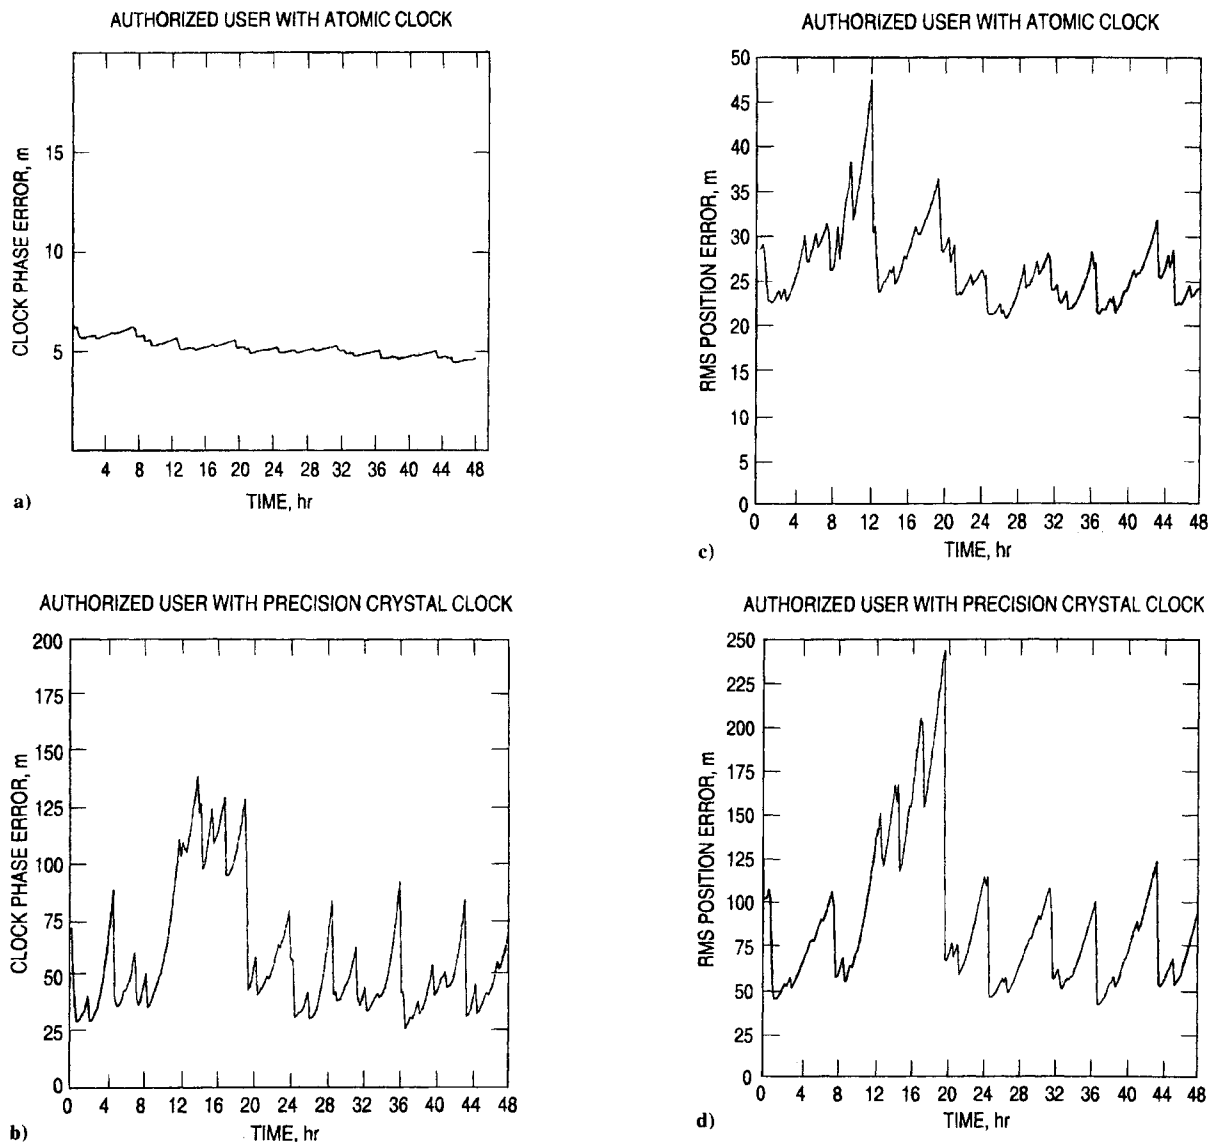 AUTHORIZED USER WITH ATOMIC CLOCK
CLOCK PHASE ERROR, m
15
10
5
4 8 12 16 20 24 28 32 36 40 44 48
TIME, hr
a)
AUTHORIZED USER WITH ATOMIC CLOCK
RMS POSITION ERROR, m
50
45
40
35
30
25
20
15
10
5
0
0 4 8 12 16 20 24 28 32 36 40 44 48
TIME, hr
c)
AUTHORIZED USER WITH PRECISION CRYSTAL CLOCK
CLOCK PHASE ERROR, m
200
175
150
125
100
75
50
25
0
0 4 8 12 16 20 24 28 32 36 40 44 48
TIME, hr
b)
AUTHORIZED USER WITH PRECISION CRYSTAL CLOCK
RMS POSITION ERROR, m
250
225
200
175
150
125
100
75
50
25
0
0 4 8 12 16 20 24 28 32 36 40 44 48
TIME, hr
d)